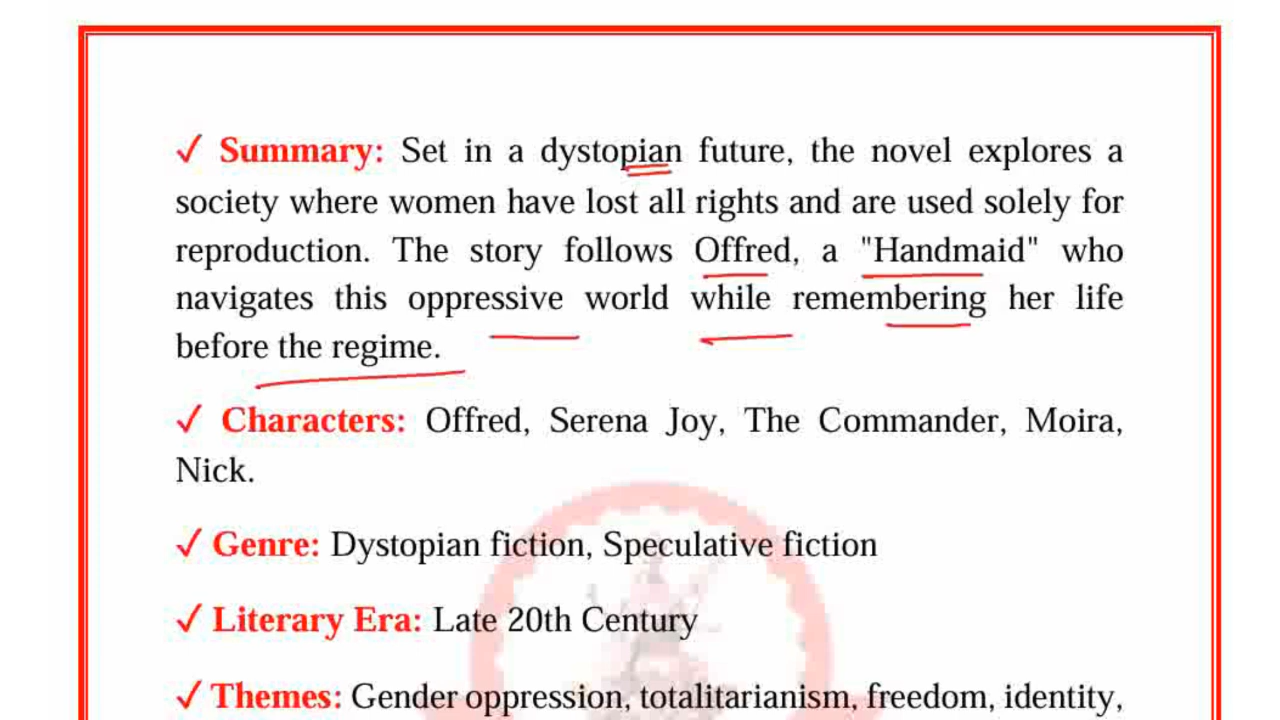 ✓ Summary: Set in a dystopian future, the novel explores a
society where women have lost all rights and are used solely for
reproduction. The story follows Offred, a "Handmaid" who
navigates this oppressive world while remembering her life
before the regime.
✓ Characters: Offred, Serena Joy, The Commander, Moira,
Nick.
✓ Genre: Dystopian fiction, Speculative fiction
✓ Literary Era: Late 20th Century
✓ Themes: Gender oppression, totalitarianism, freedom, identity,